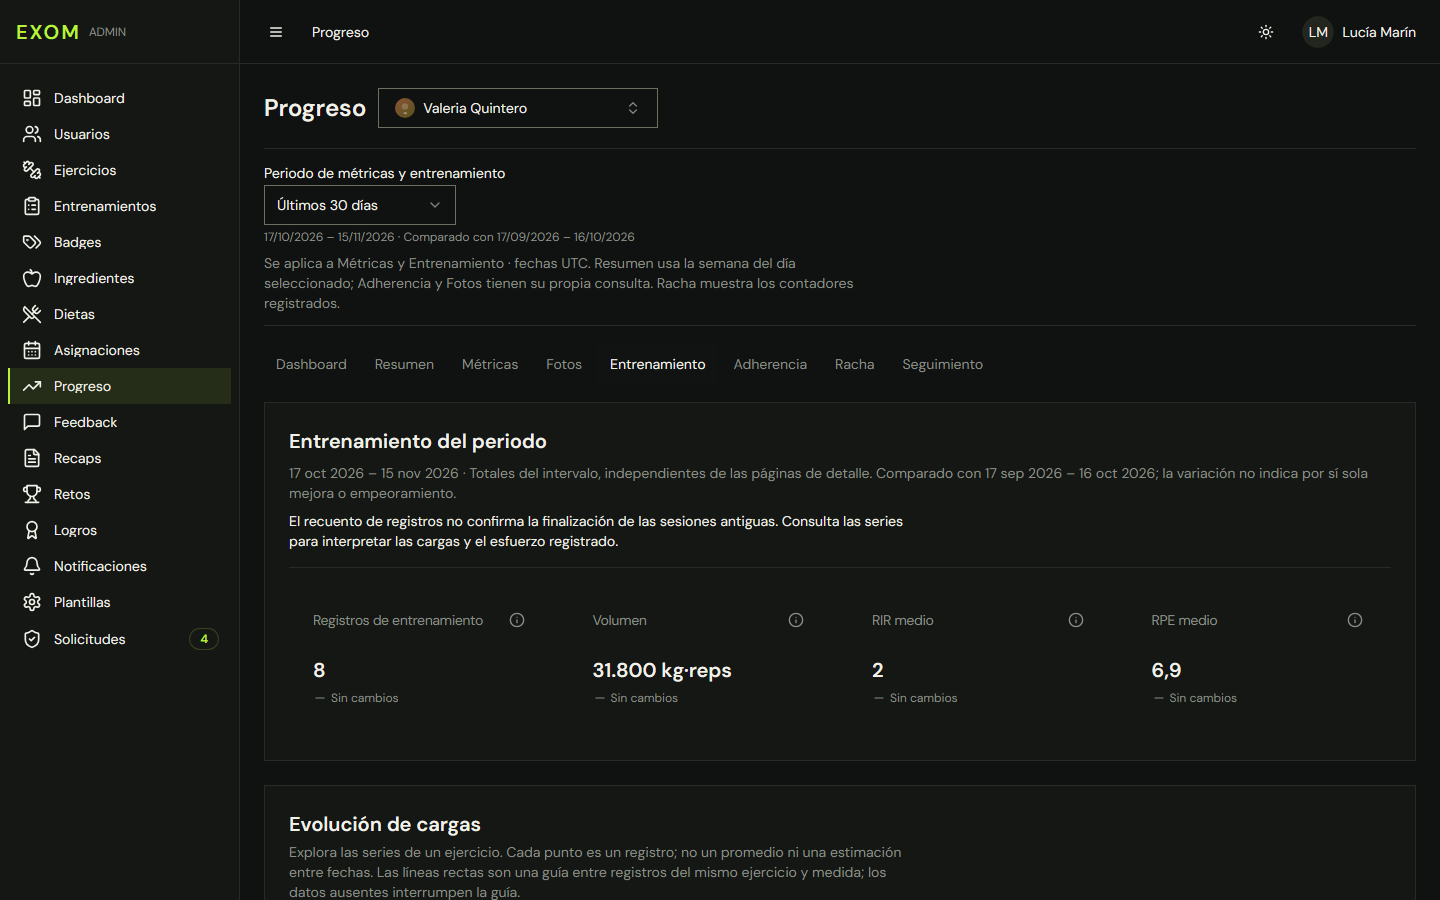 EXOM ADMIN
Progreso
LM Lucía Marín
Dashboard
Usuarios
Ejercicios
Entrenamientos
Badges
Ingredientes
Dietas
Asignaciones
Progreso
Feedback
Recaps
Retos
Logros
Notificaciones
Plantillas
Solicitudes 4
Progreso Valeria Quintero
Periodo de métricas y entrenamiento
Últimos 30 días
17/10/2026 – 15/11/2026 · Comparado con 17/09/2026 – 16/10/2026
Se aplica a Métricas y Entrenamiento · fechas UTC. Resumen usa la semana del día
seleccionado; Adherencia y Fotos tienen su propia consulta. Racha muestra los contadores
registrados.
Dashboard Resumen Métricas Fotos Entrenamiento Adherencia Racha Seguimiento
Entrenamiento del periodo
17 oct 2026 – 15 nov 2026 · Totales del intervalo, independientes de las páginas de detalle. Comparado con 17 sep 2026 – 16 oct 2026; la variación no indica por sí sola
mejora o empeoramiento.
El recuento de registros no confirma la finalización de las sesiones antiguas. Consulta las series
para interpretar las cargas y el esfuerzo registrado.
Registros de entrenamiento Volumen RIR medio RPE medio
8 31.800 kg·reps 2 6,9
— Sin cambios — Sin cambios — Sin cambios — Sin cambios
Evolución de cargas
Explora las series de un ejercicio. Cada punto es un registro; no un promedio ni una estimación
entre fechas. Las líneas rectas son una guía entre registros del mismo ejercicio y medida; los
datos ausentes interrumpen la guía.